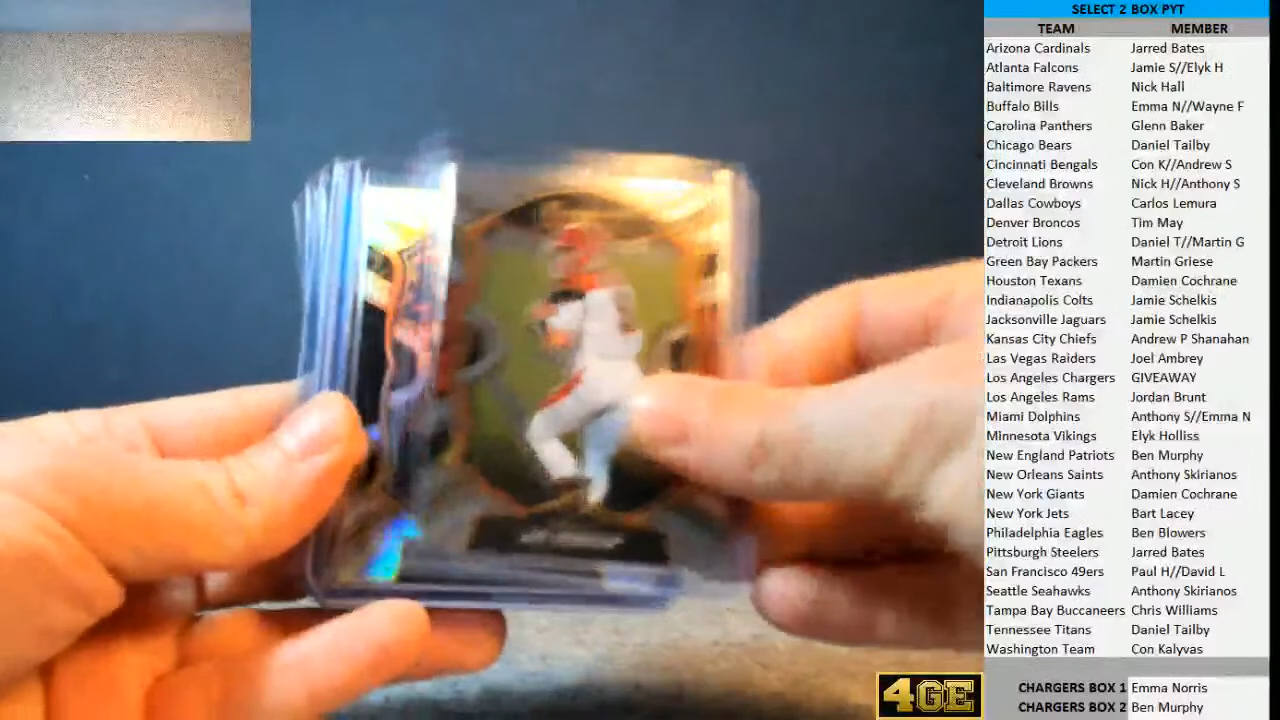 SELECT 2 BOX PYT
TEAM MEMBER
Arizona Cardinals Jarred Bates
Atlanta Falcons Jamie S//Elyk H
Baltimore Ravens Nick Hall
Buffalo Bills Emma N//Wayne F
Carolina Panthers Glenn Baker
Chicago Bears Daniel Tailby
Cincinnati Bengals Con K//Andrew S
Cleveland Browns Nick H//Anthony S
Dallas Cowboys Carlos Lemura
Denver Broncos Tim May
Detroit Lions Daniel T//Martin G
Green Bay Packers Martin Griese
Houston Texans Damien Cochrane
Indianapolis Colts Jamie Schelkis
Jacksonville Jaguars Jamie Schelkis
Kansas City Chiefs Andrew P Shanahan
Las Vegas Raiders Joel Ambrey
Los Angeles Chargers GIVEAWAY
Los Angeles Rams Jordan Brunt
Miami Dolphins Anthony S//Emma N
Minnesota Vikings Elyk Holliss
New England Patriots Ben Murphy
New Orleans Saints Anthony Skirianos
New York Giants Damien Cochrane
New York Jets Bart Lacey
Philadelphia Eagles Ben Blowers
Pittsburgh Steelers Jarred Bates
San Francisco 49ers Paul H//David L
Seattle Seahawks Anthony Skirianos
Tampa Bay Buccaneers Chris Williams
Tennessee Titans Daniel Tailby
Washington Team Con Kalyvas
CHARGERS BOX 1 Emma Norris
CHARGERS BOX 2 Ben Murphy
4GE